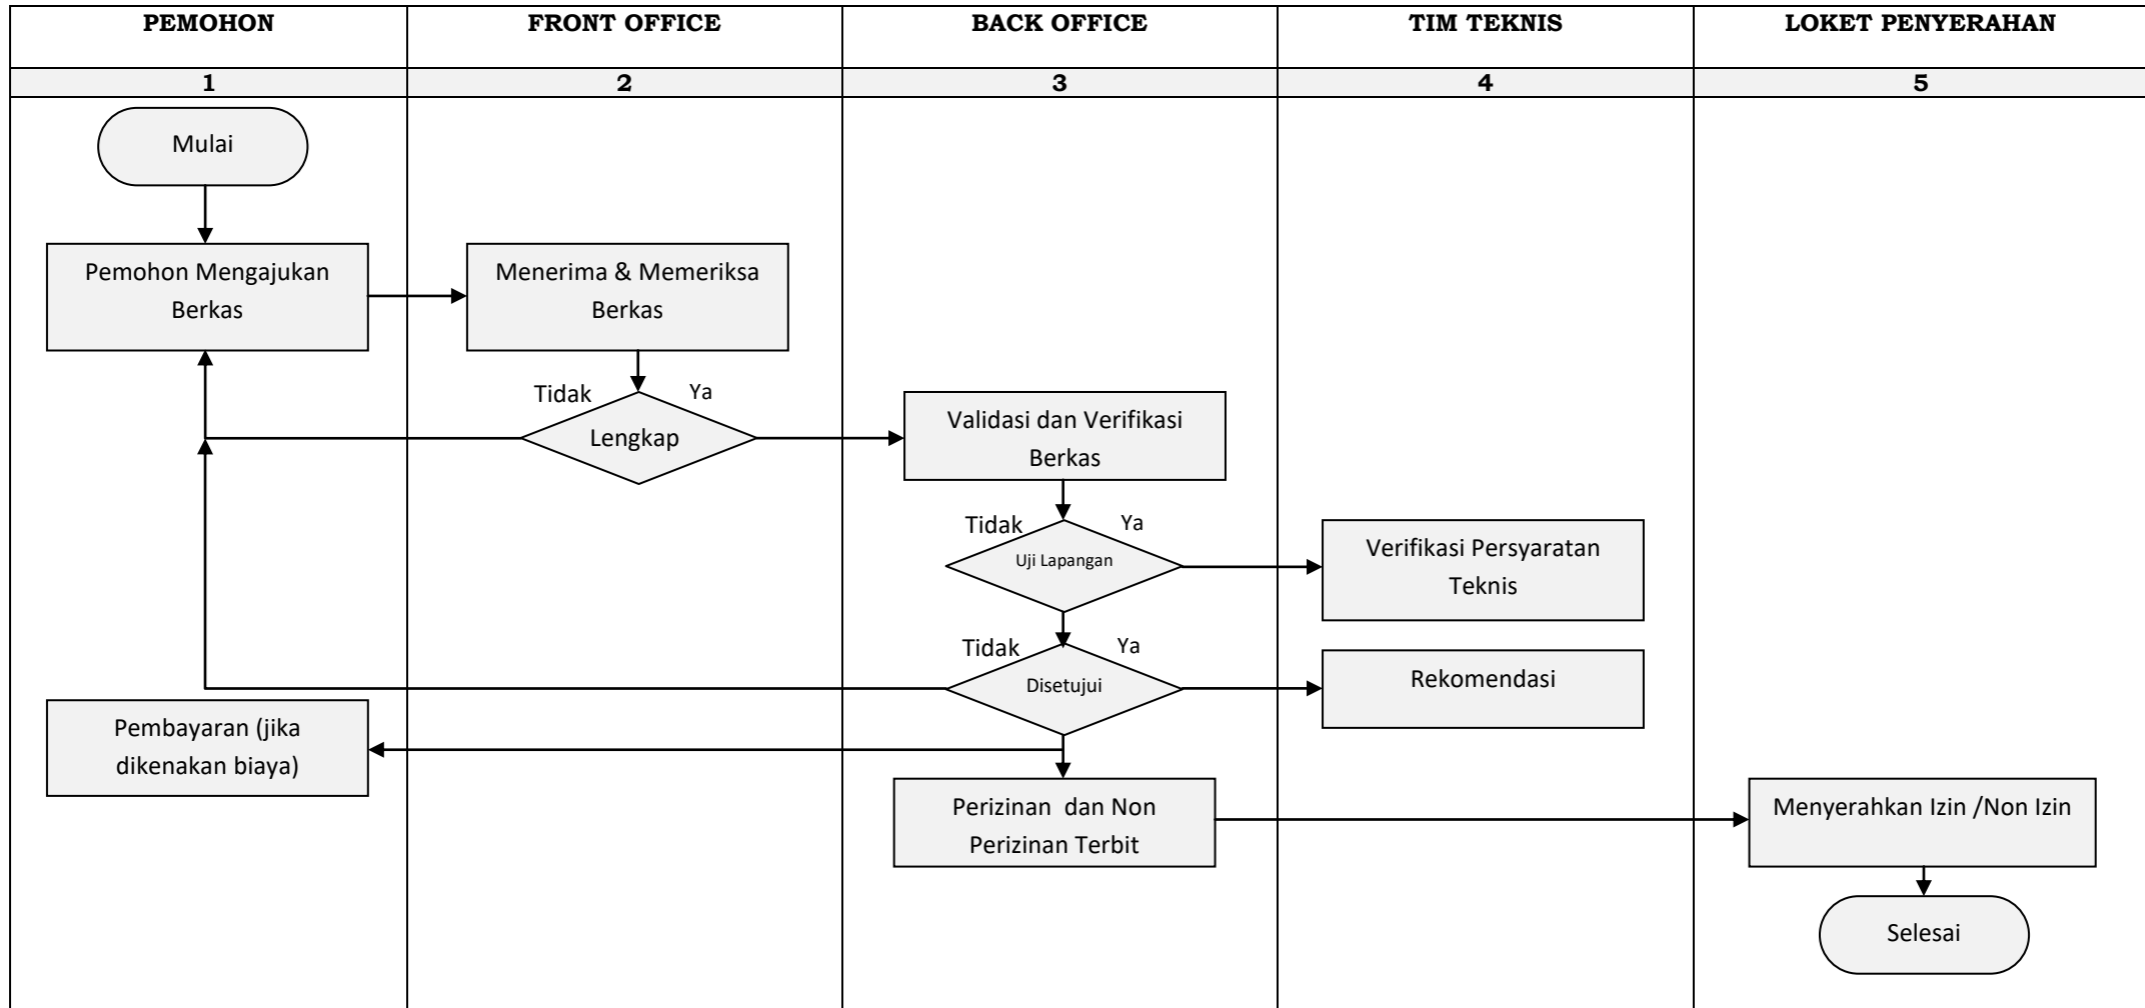 PEMOHON
FRONT OFFICE
BACK OFFICE
TIM TEKNIS
LOKET PENYERAHAN
1
2
3
4
5
Mulai
Pemohon Mengajukan
Berkas
Menerima & Memeriksa
Berkas
Tidak
Ya
Lengkap
Validasi dan Verifikasi
Berkas
Tidak
Ya
Uji Lapangan
Verifikasi Persyaratan
Teknis
Tidak
Ya
Disetujui
Rekomendasi
Pembayaran (jika
dikenakan biaya)
Perizinan dan Non
Perizinan Terbit
Menyerahkan Izin /Non Izin
Selesai